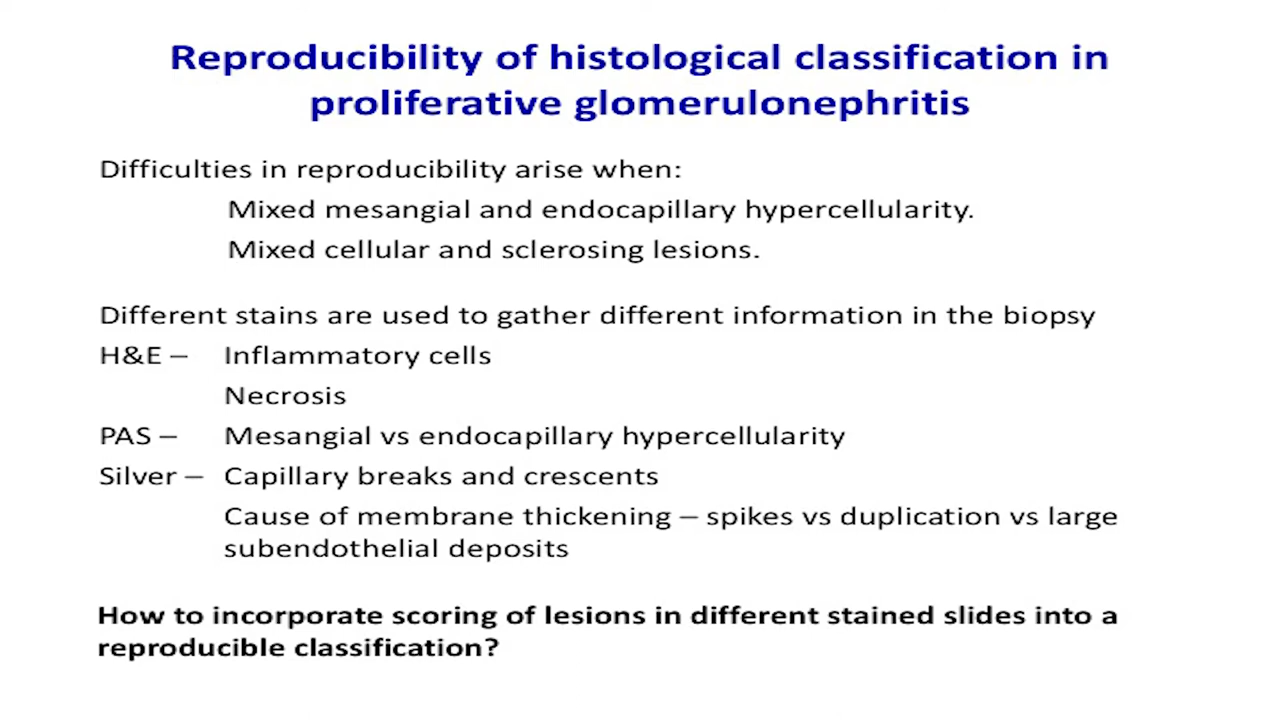 Reproducibility of histological classification in
proliferative glomerulonephritis
Difficulties in reproducibility arise when:
Mixed mesangial and endocapillary hypercellularity.
Mixed cellular and sclerosing lesions.
Different stains are used to gather different information in the biopsy
H&E – Inflammatory cells
Necrosis
PAS – Mesangial vs endocapillary hypercellularity
Silver – Capillary breaks and crescents
Cause of membrane thickening – spikes vs duplication vs large
subendothelial deposits
How to incorporate scoring of lesions in different stained slides into a
reproducible classification?